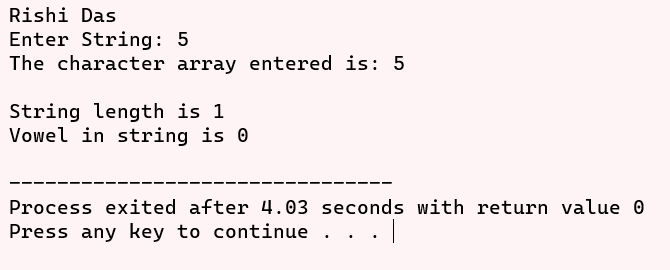 Rishi Das
Enter String: 5
The character array entered is: 5
String length is 1
Vowel in string is 0
--------------------------------
Process exited after 4.03 seconds with return value 0
Press any key to continue . . .